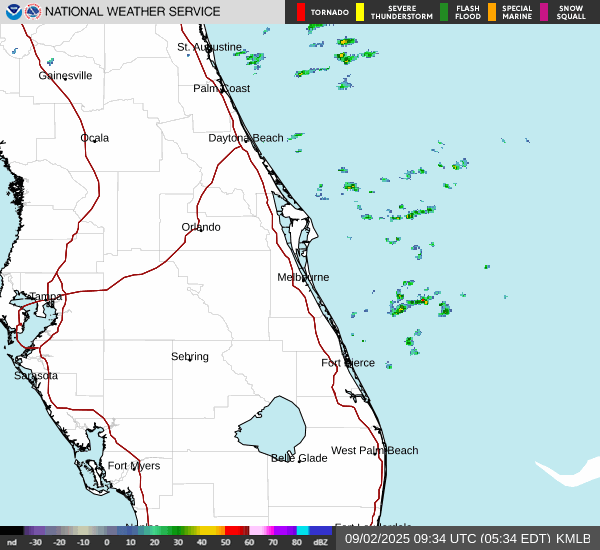 NATIONAL WEATHER SERVICE
TORNADO
SEVERE THUNDERSTORM
FLASH FLOOD
SPECIAL MARINE
SNOW SQUALL
St. Augustine
Gainesville
Palm Coast
Ocala
Daytona Beach
Orlando
Melbourne
Tampa
Sebring
Fort Pierce
Sarasota
West Palm Beach
Belle Glade
Fort Myers
Fort Lauderdale
nd -30 -20 -10 0 10 20 30 40 50 60 70 80 dBZ
09/02/2025 09:34 UTC (05:34 EDT) KMLB